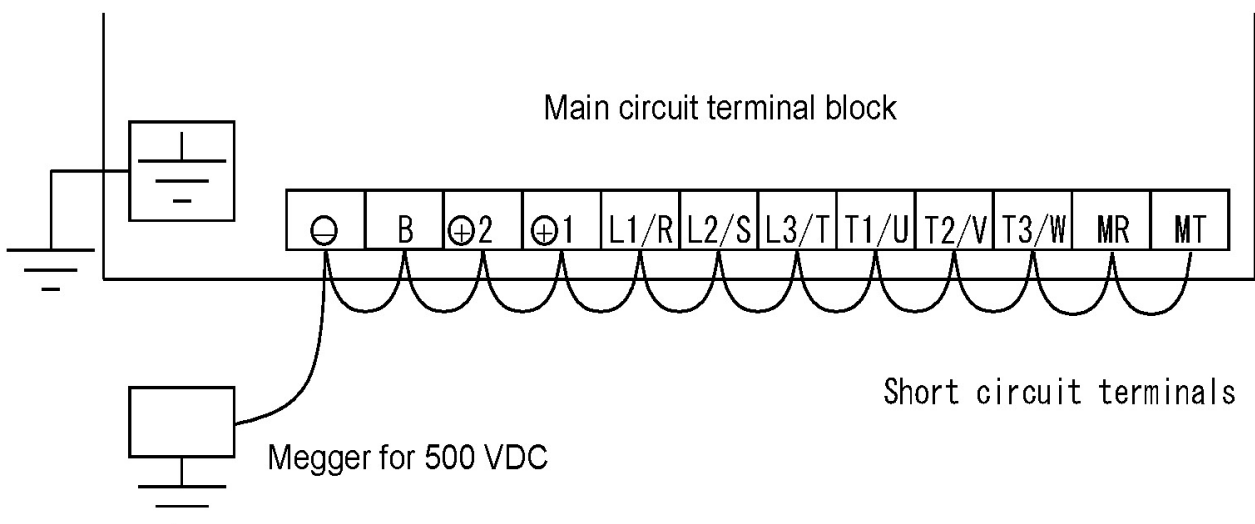 Main circuit terminal block
⊖ B ⊕2 ⊕1 L1/R L2/S L3/T T1/U T2/V T3/W MR MT
Short circuit terminals
Megger for 500 VDC